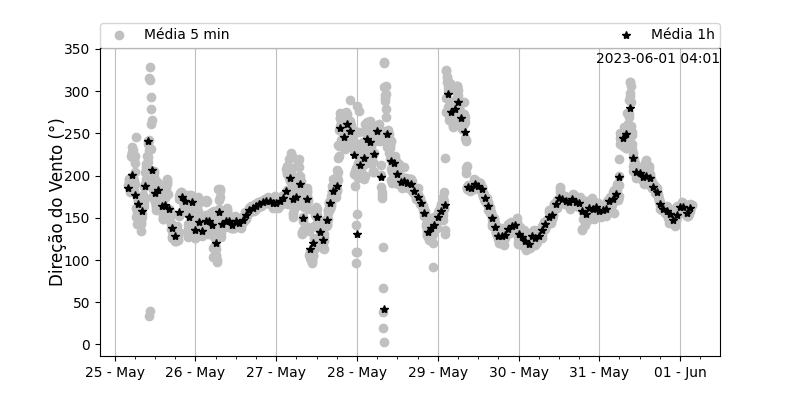 Média 5 min
Média 1h
2023-06-01 04:01
Direção do Vento (°)
350
300
250
200
150
100
50
0
25 - May
26 - May
27 - May
28 - May
29 - May
30 - May
31 - May
01 - Jun